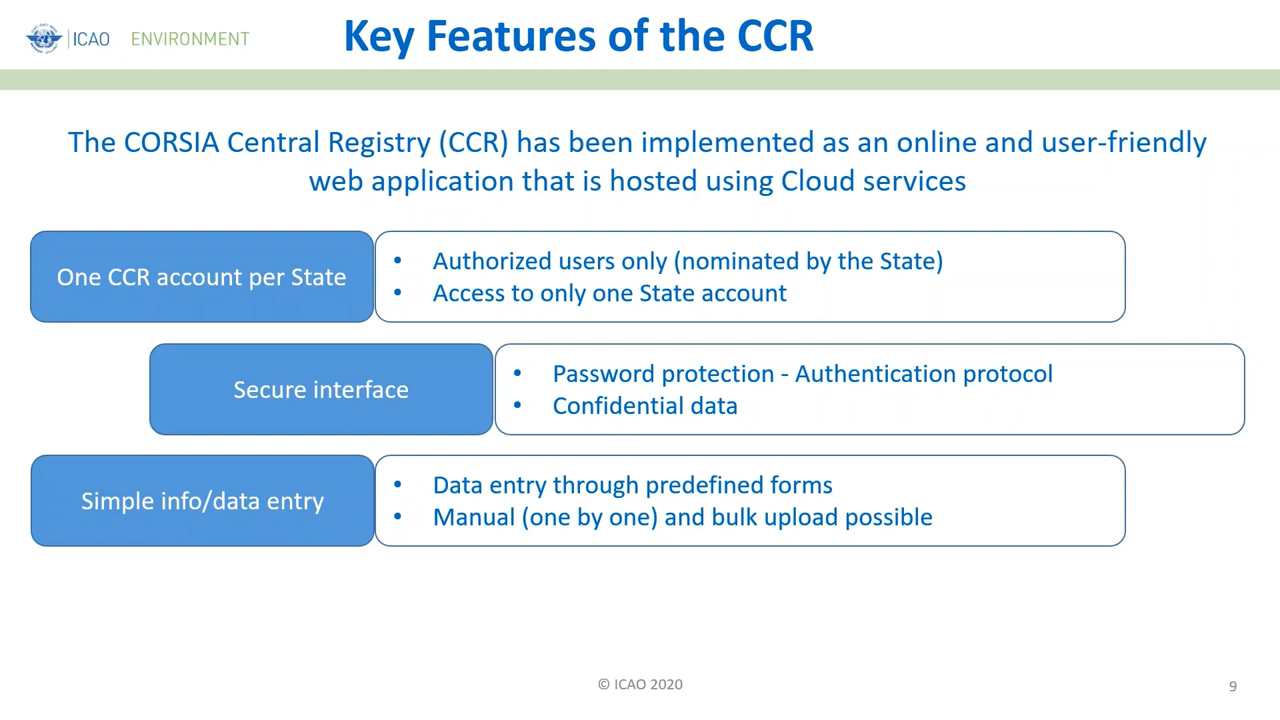 ICAO ENVIRONMENT
Key Features of the CCR
The CORSIA Central Registry (CCR) has been implemented as an online and user-friendly
web application that is hosted using Cloud services
One CCR account per State
• Authorized users only (nominated by the State)
• Access to only one State account
Secure interface
• Password protection - Authentication protocol
• Confidential data
Simple info/data entry
• Data entry through predefined forms
• Manual (one by one) and bulk upload possible
© ICAO 2020
9